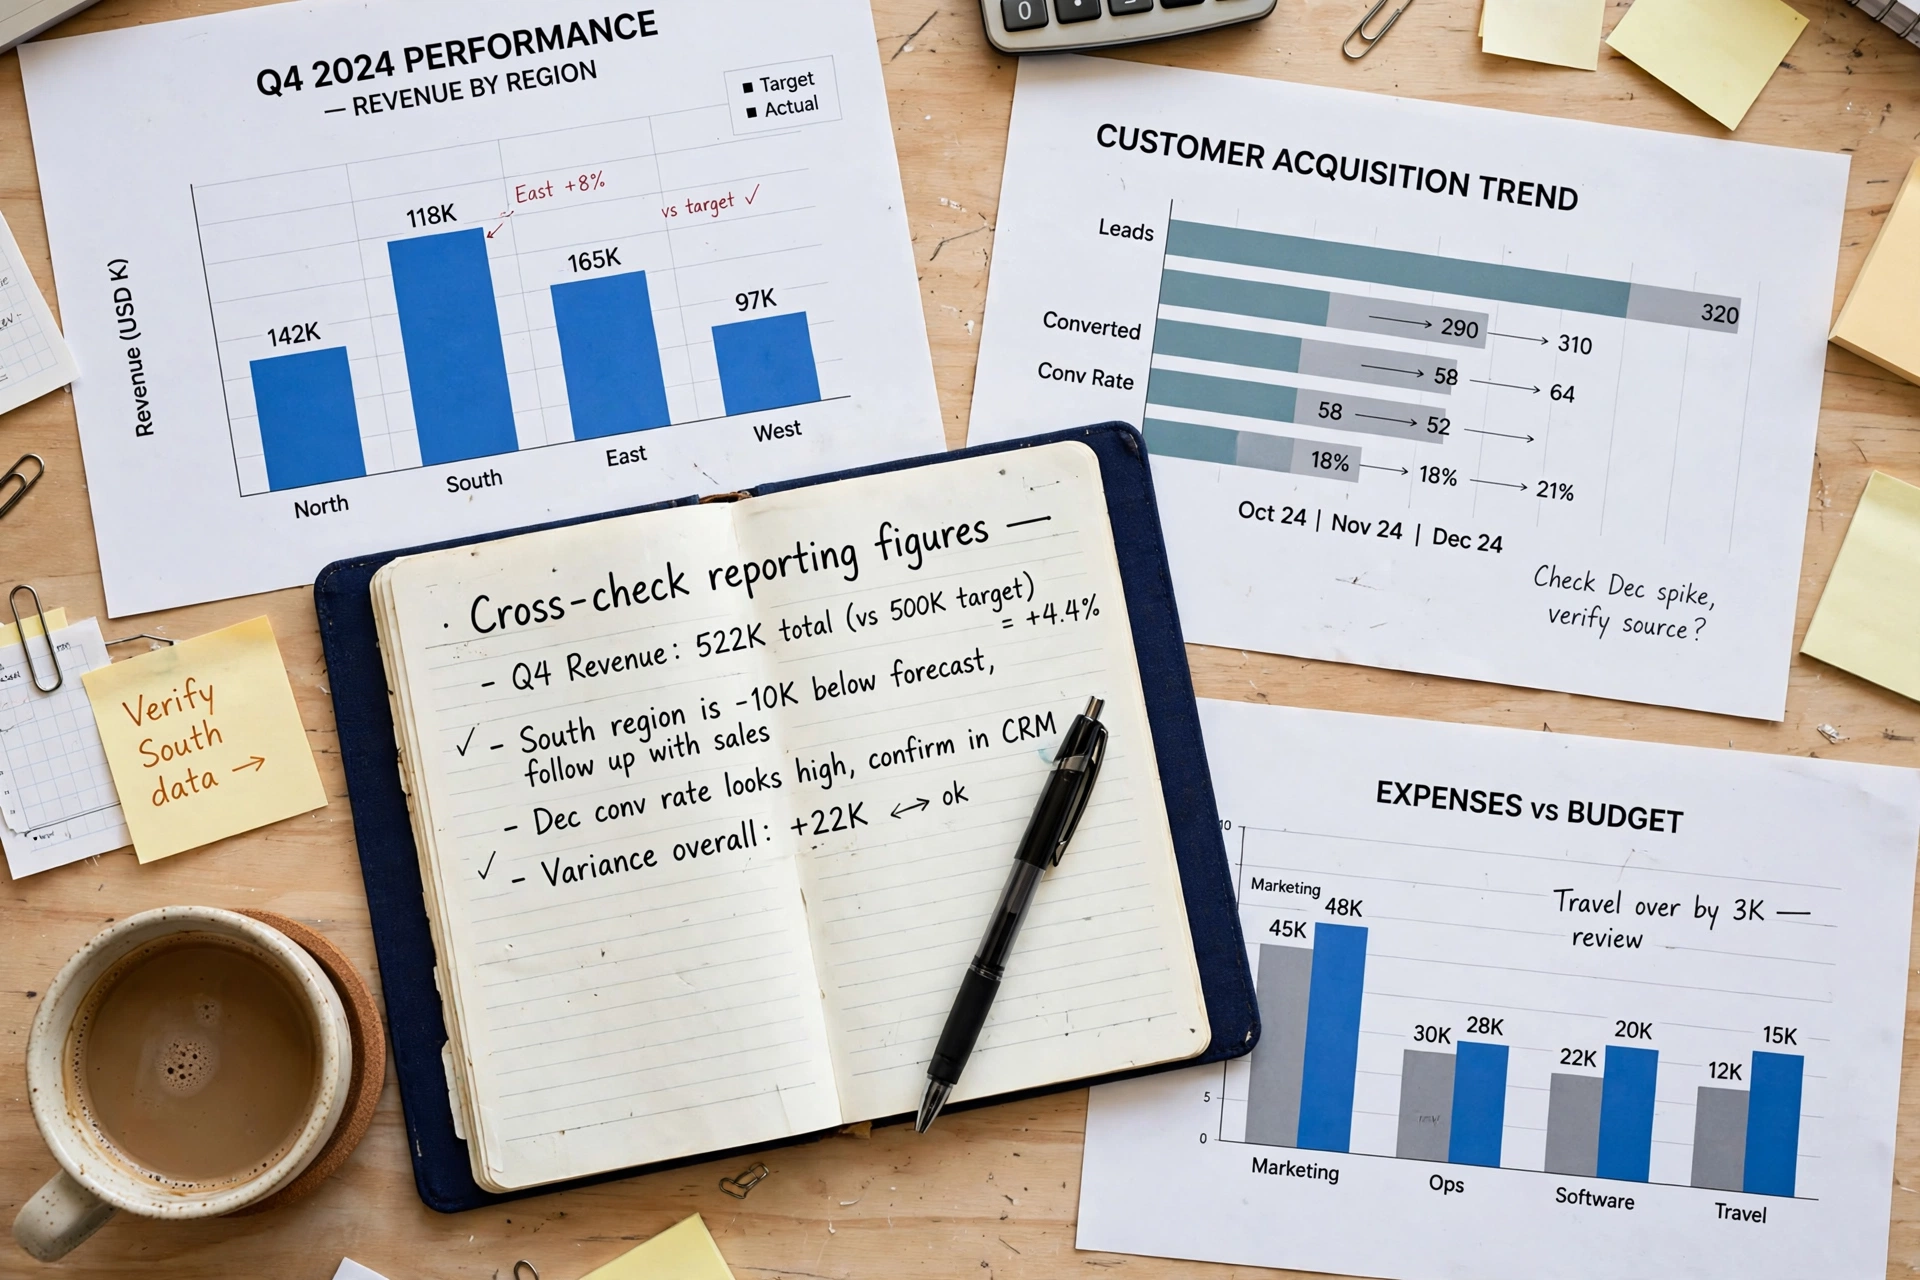 Q4 2024 PERFORMANCE
— REVENUE BY REGION
■ Target
■ Actual
East +8%
vs target ✓
Revenue (USD K)
142K
118K
165K
97K
North
South
East
West
CUSTOMER ACQUISITION TREND
Leads
320
290 → 310
Converted
58 → 64
Conv Rate
58 → 52 →
18% → 18% → 21%
Oct 24 | Nov 24 | Dec 24
Check Dec spike,
verify source?
· Cross-check reporting figures —
- Q4 Revenue: 522K total (vs 500K target)
= +4.4%
✓ - South region is -10K below forecast,
follow up with sales
- Dec conv rate looks high, confirm in CRM
✓ - Variance overall: +22K ↔ ok
Verify
South
data →
EXPENSES vs BUDGET
10
5
0
Marketing
45K 48K
30K 28K
22K 20K
12K 15K
Travel over by 3K —
review
Marketing
Ops
Software
Travel
0